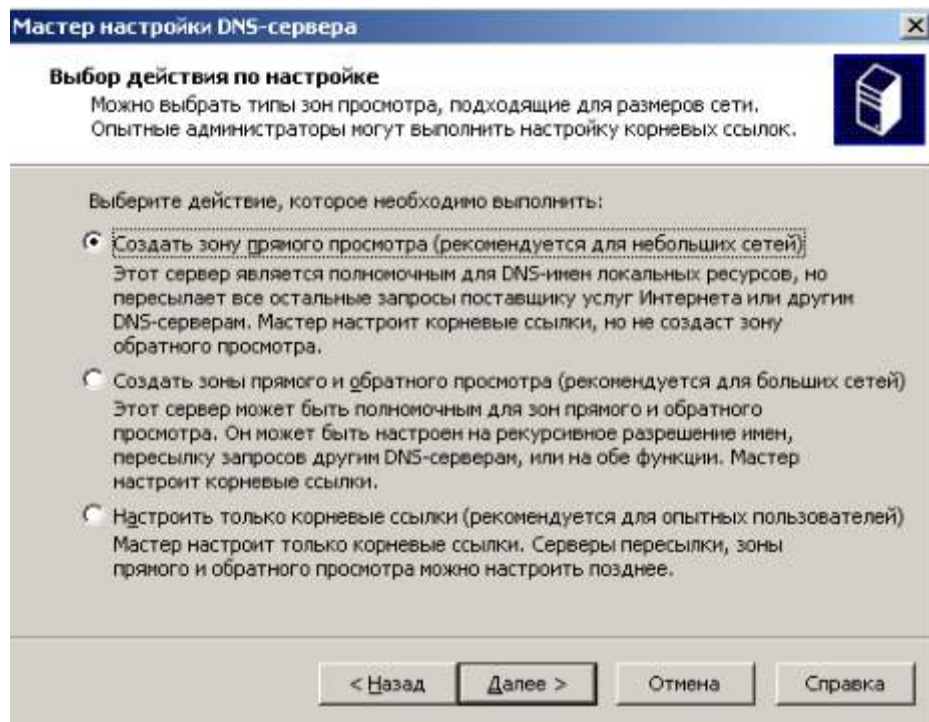 Мастер настройки DNS-сервера
Выбор действия по настройке
Можно выбрать типы зон просмотра, подходящие для размеров сети.
Опытные администраторы могут выполнить настройку корневых ссылок.
Выберите действие, которое необходимо выполнить:
Создать зону прямого просмотра (рекомендуется для небольших сетей)
Этот сервер является полномочным для DNS-имен локальных ресурсов, но
пересылает все остальные запросы поставщику услуг Интернета или другим
DNS-серверам. Мастер настроит корневые ссылки, но не создаст зону
обратного просмотра.
Создать зоны прямого и обратного просмотра (рекомендуется для больших сетей)
Этот сервер может быть полномочным для зон прямого и обратного
просмотра. Он может быть настроен на рекурсивное разрешение имен,
пересылку запросов другим DNS-серверам, или на обе функции. Мастер
настроит корневые ссылки.
Настроить только корневые ссылки (рекомендуется для опытных пользователей)
Мастер настроит только корневые ссылки. Серверы пересылки, зоны
прямого и обратного просмотра можно настроить позднее.
< Назад Далее > Отмена Справка